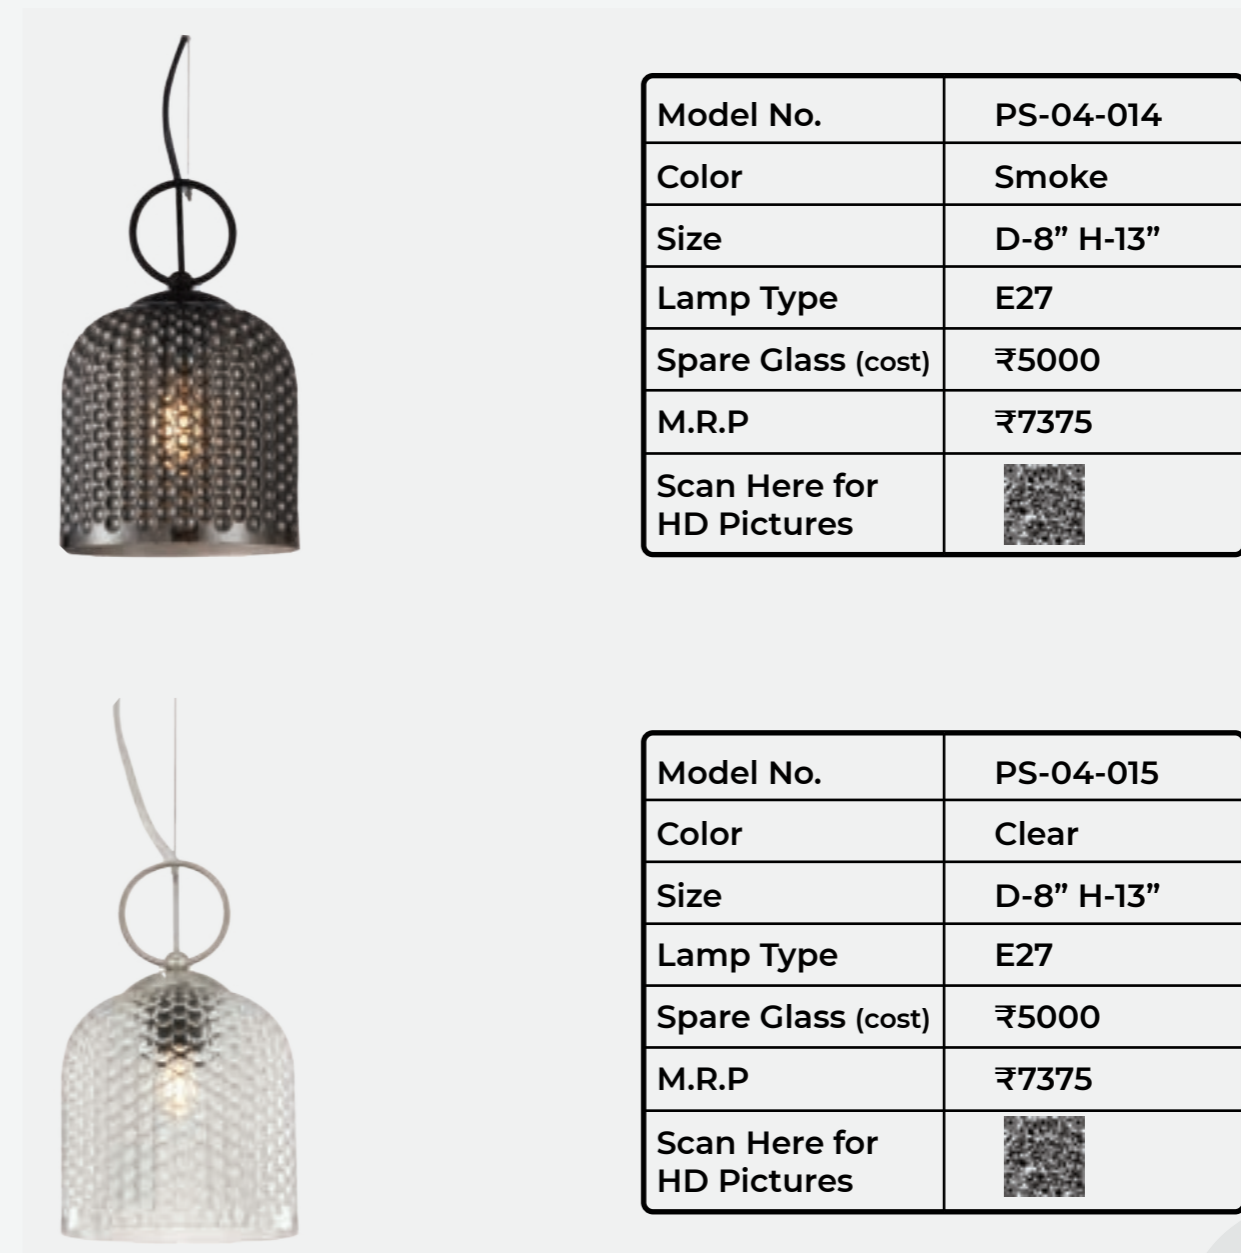 Model No. PS-04-014
Color Smoke
Size D-8” H-13”
Lamp Type E27
Spare Glass (cost) ₹5000
M.R.P ₹7375
Scan Here for
HD Pictures
Model No. PS-04-015
Color Clear
Size D-8” H-13”
Lamp Type E27
Spare Glass (cost) ₹5000
M.R.P ₹7375
Scan Here for
HD Pictures